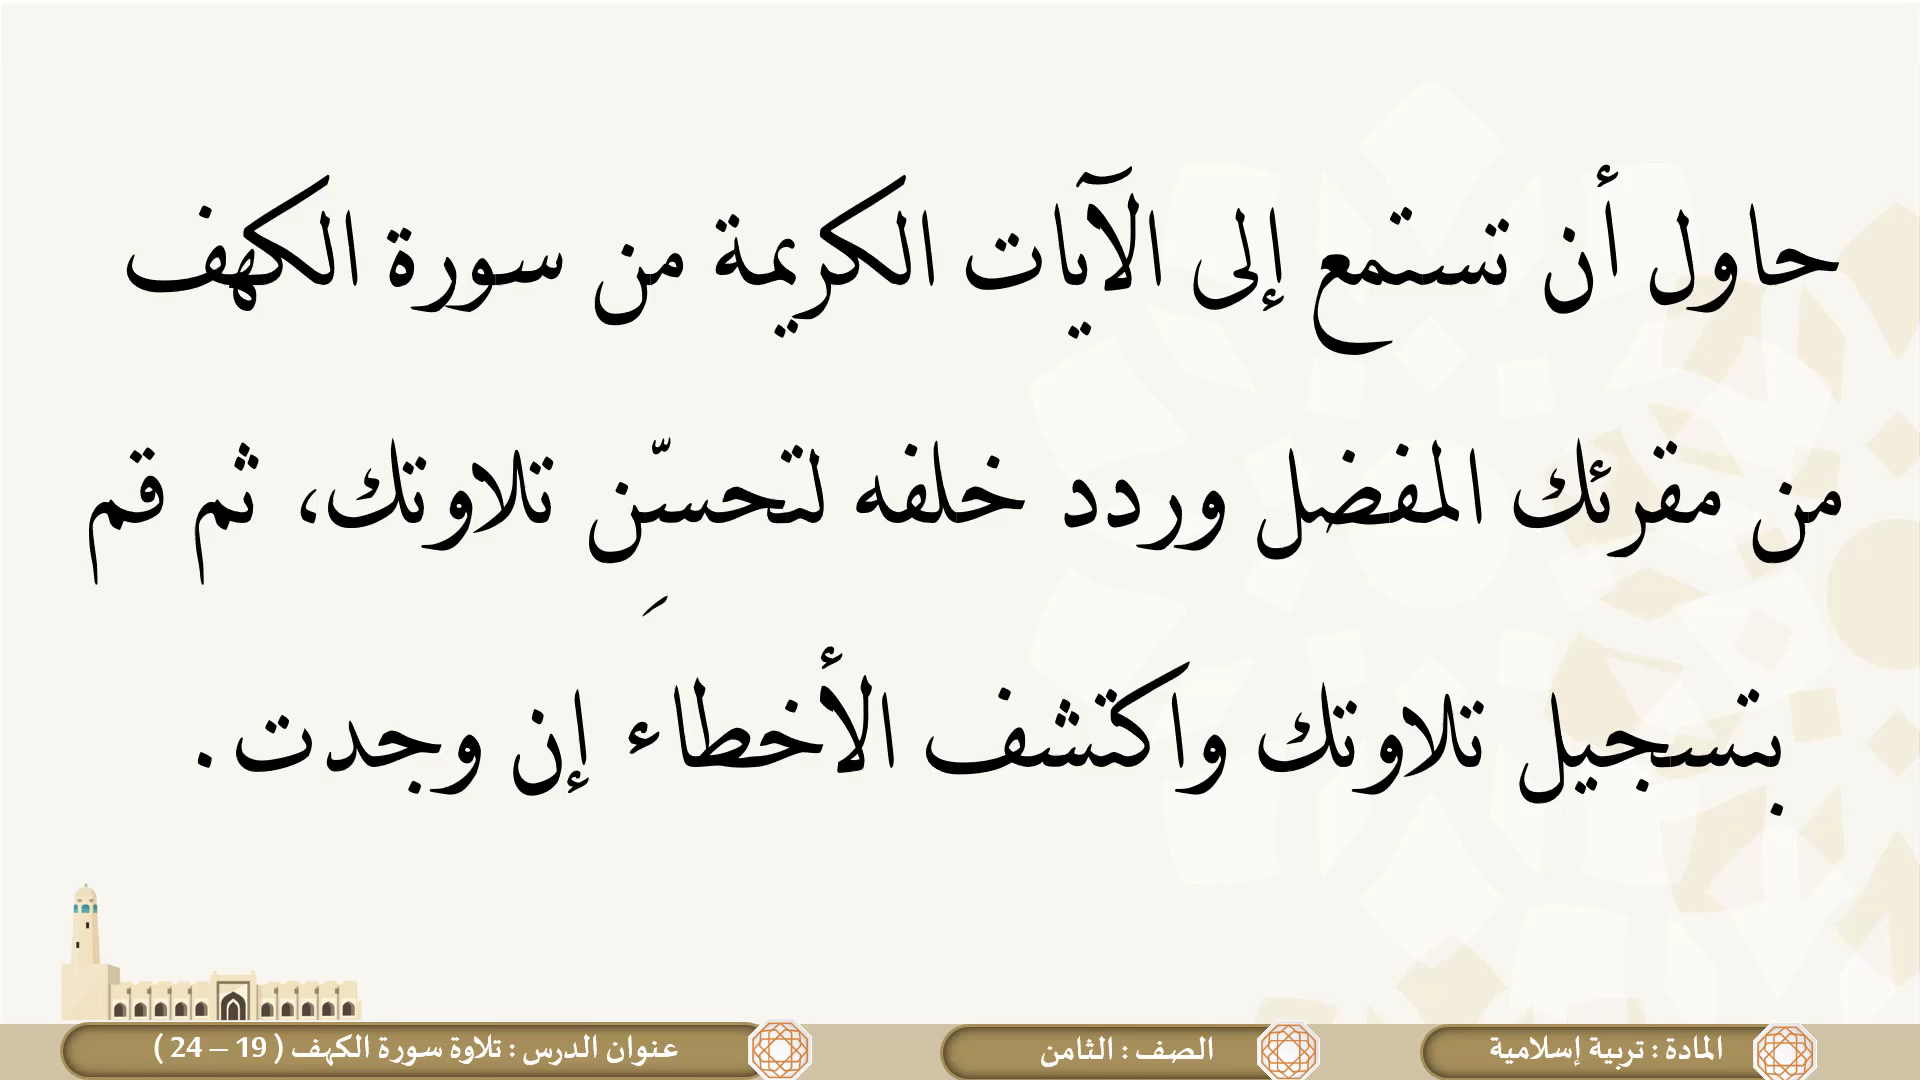 حاول أن تستمع إلى الآيات الكريمة من سورة الكهف
من مقرئك المفضل وردد خلفه لتحسّنِ تلاوتك، ثم قم
بتسجيل تلاوتك واكتشف الأخطاء إن وجدت.
المادة : تربية إسلامية
الصف : الثامن
عنوان الدرس : تلاوة سورة الكهف ( 19 – 24 )